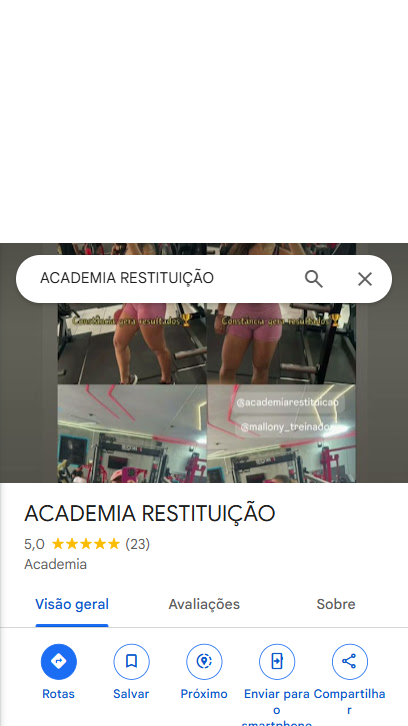 ACADEMIA RESTITUIÇÃO
Constância gera resultados🏆 Constância gera resultados🏆
@academiarestituicao
@mallony_treinador
ACADEMIA RESTITUIÇÃO
5,0 ★★★★★ (23)
Academia
Visão geral Avaliações Sobre
Rotas Salvar Próximo Enviar para o smartphone Compartilhar